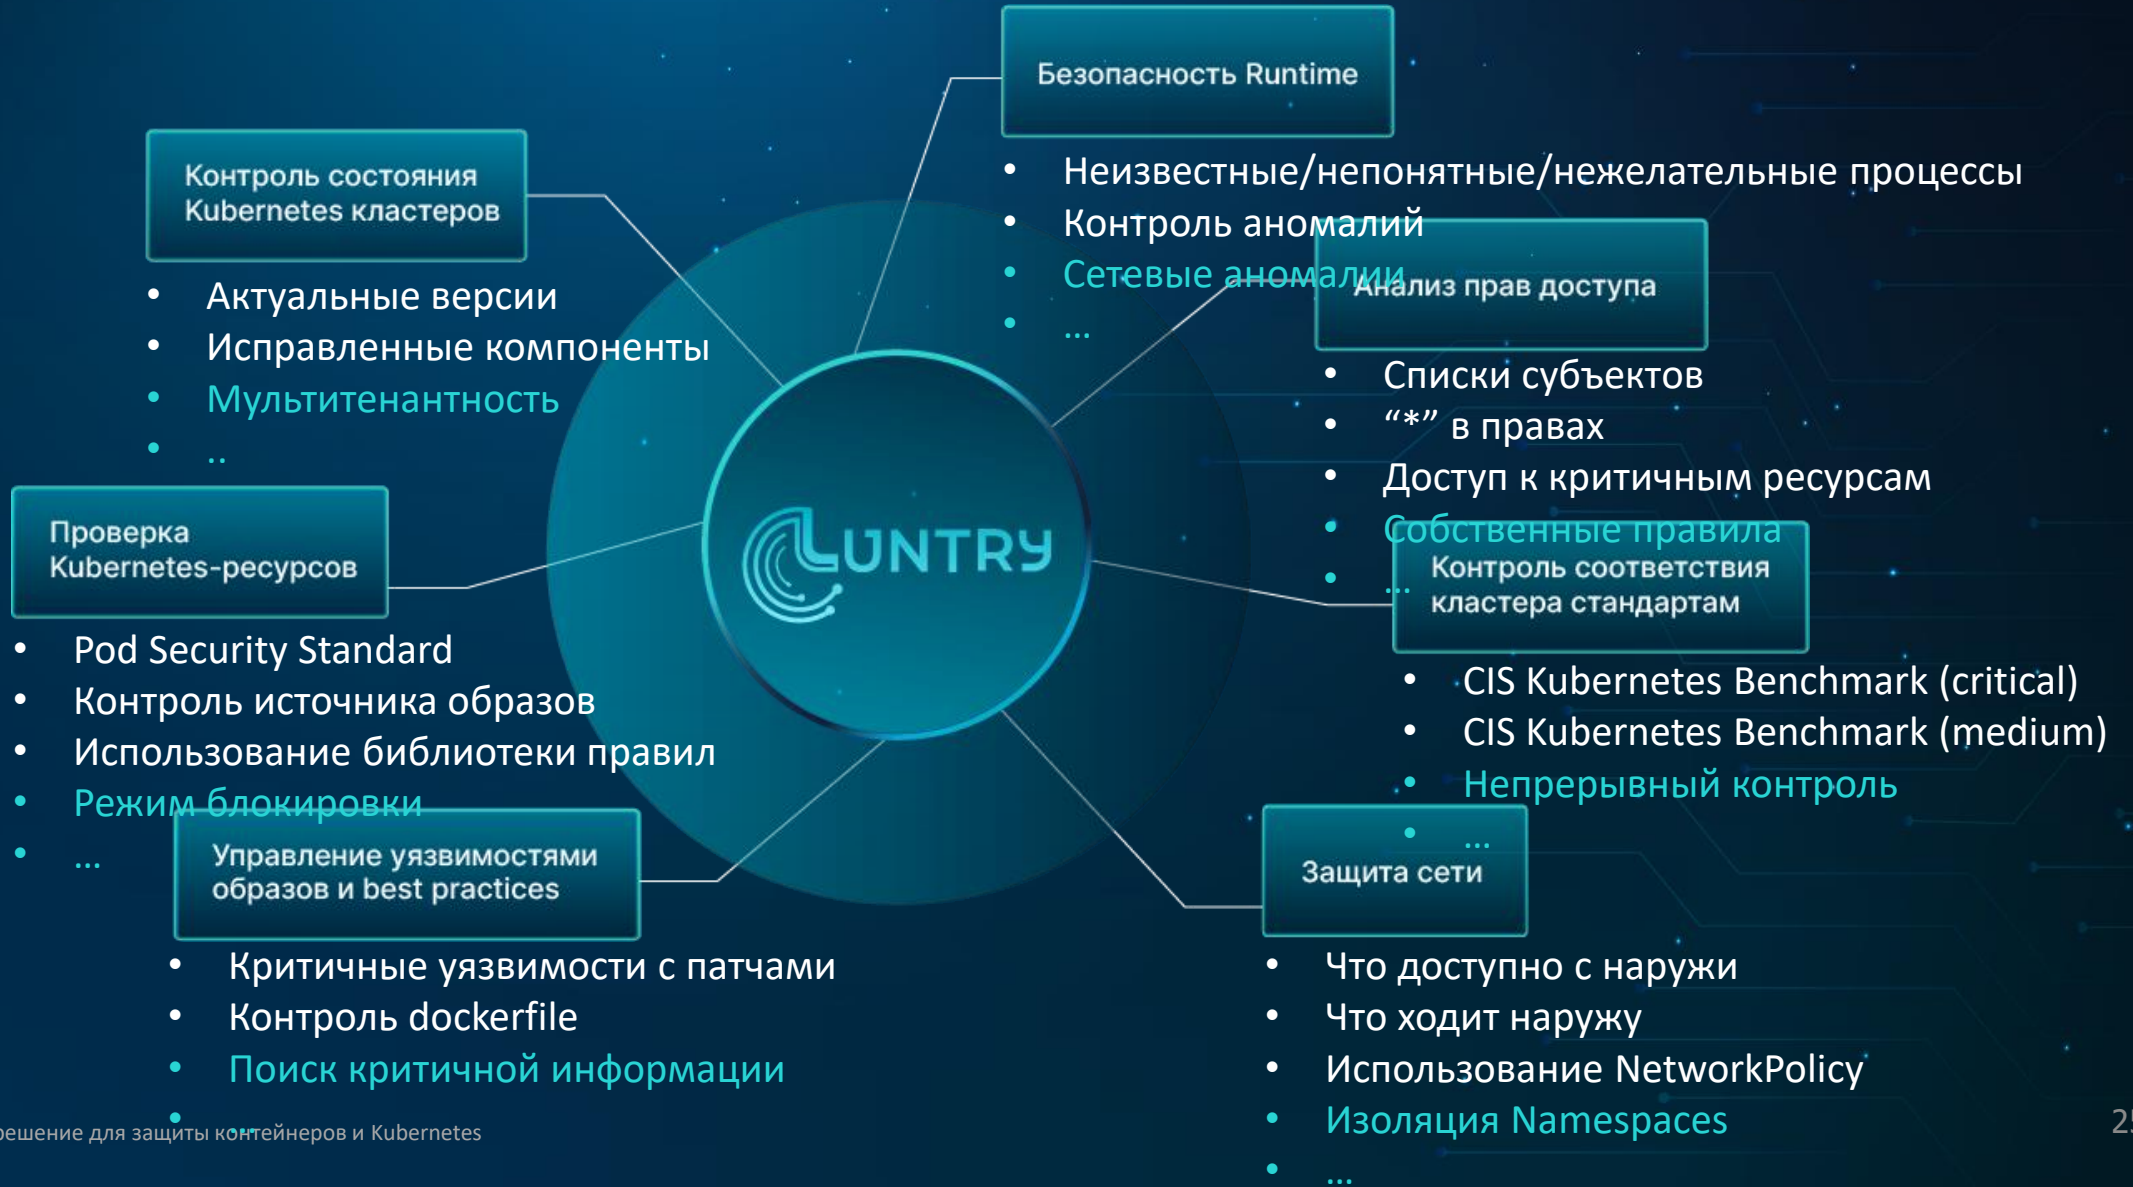 Безопасность Runtime
• Неизвестные/непонятные/нежелательные процессы
• Контроль аномалий
• Сетевые аномалии
• ...
Контроль состояния
Kubernetes кластеров
• Актуальные версии
• Исправленные компоненты
• Мультитенантность
• ..
Анализ прав доступа
• Списки субъектов
• “*” в правах
• Доступ к критичным ресурсам
• Собственные правила
• ...
Проверка
Kubernetes-ресурсов
• Pod Security Standard
• Контроль источника образов
• Использование библиотеки правил
• Режим блокировки
• ...
LUNTRY
Контроль соответствия
кластера стандартам
• CIS Kubernetes Benchmark (critical)
• CIS Kubernetes Benchmark (medium)
• Непрерывный контроль
• ...
Управление уязвимостями
образов и best practices
• Критичные уязвимости с патчами
• Контроль dockerfile
• Поиск критичной информации
• ...
Защита сети
• Что доступно с наружи
• Что ходит наружу
• Использование NetworkPolicy
• Изоляция Namespaces
• ...
решение для защиты контейнеров и Kubernetes